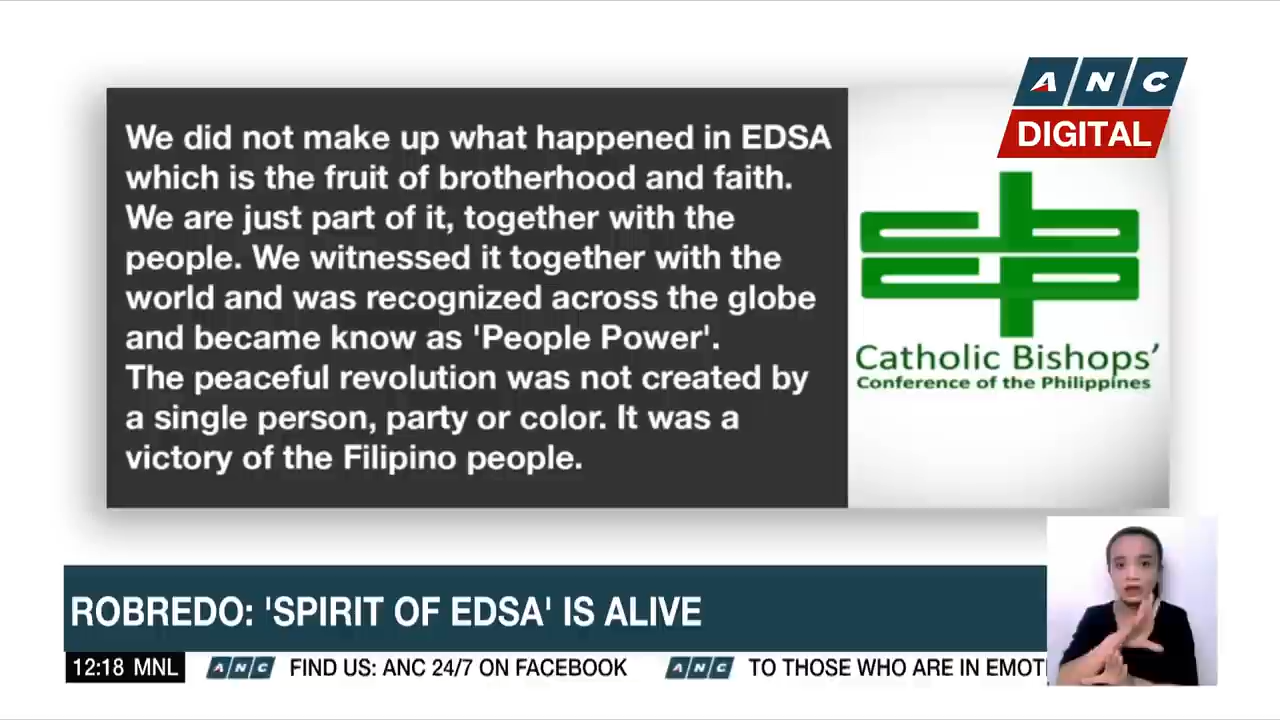 ANC
DIGITAL
We did not make up what happened in EDSA
which is the fruit of brotherhood and faith.
We are just part of it, together with the
people. We witnessed it together with the
world and was recognized across the globe
and became know as 'People Power'.
The peaceful revolution was not created by
a single person, party or color. It was a
victory of the Filipino people.
cbcp
Catholic Bishops'
Conference of the Philippines
ROBREDO: 'SPIRIT OF EDSA' IS ALIVE
12:18 MNL ANC FIND US: ANC 24/7 ON FACEBOOK ANC TO THOSE WHO ARE IN EMOT